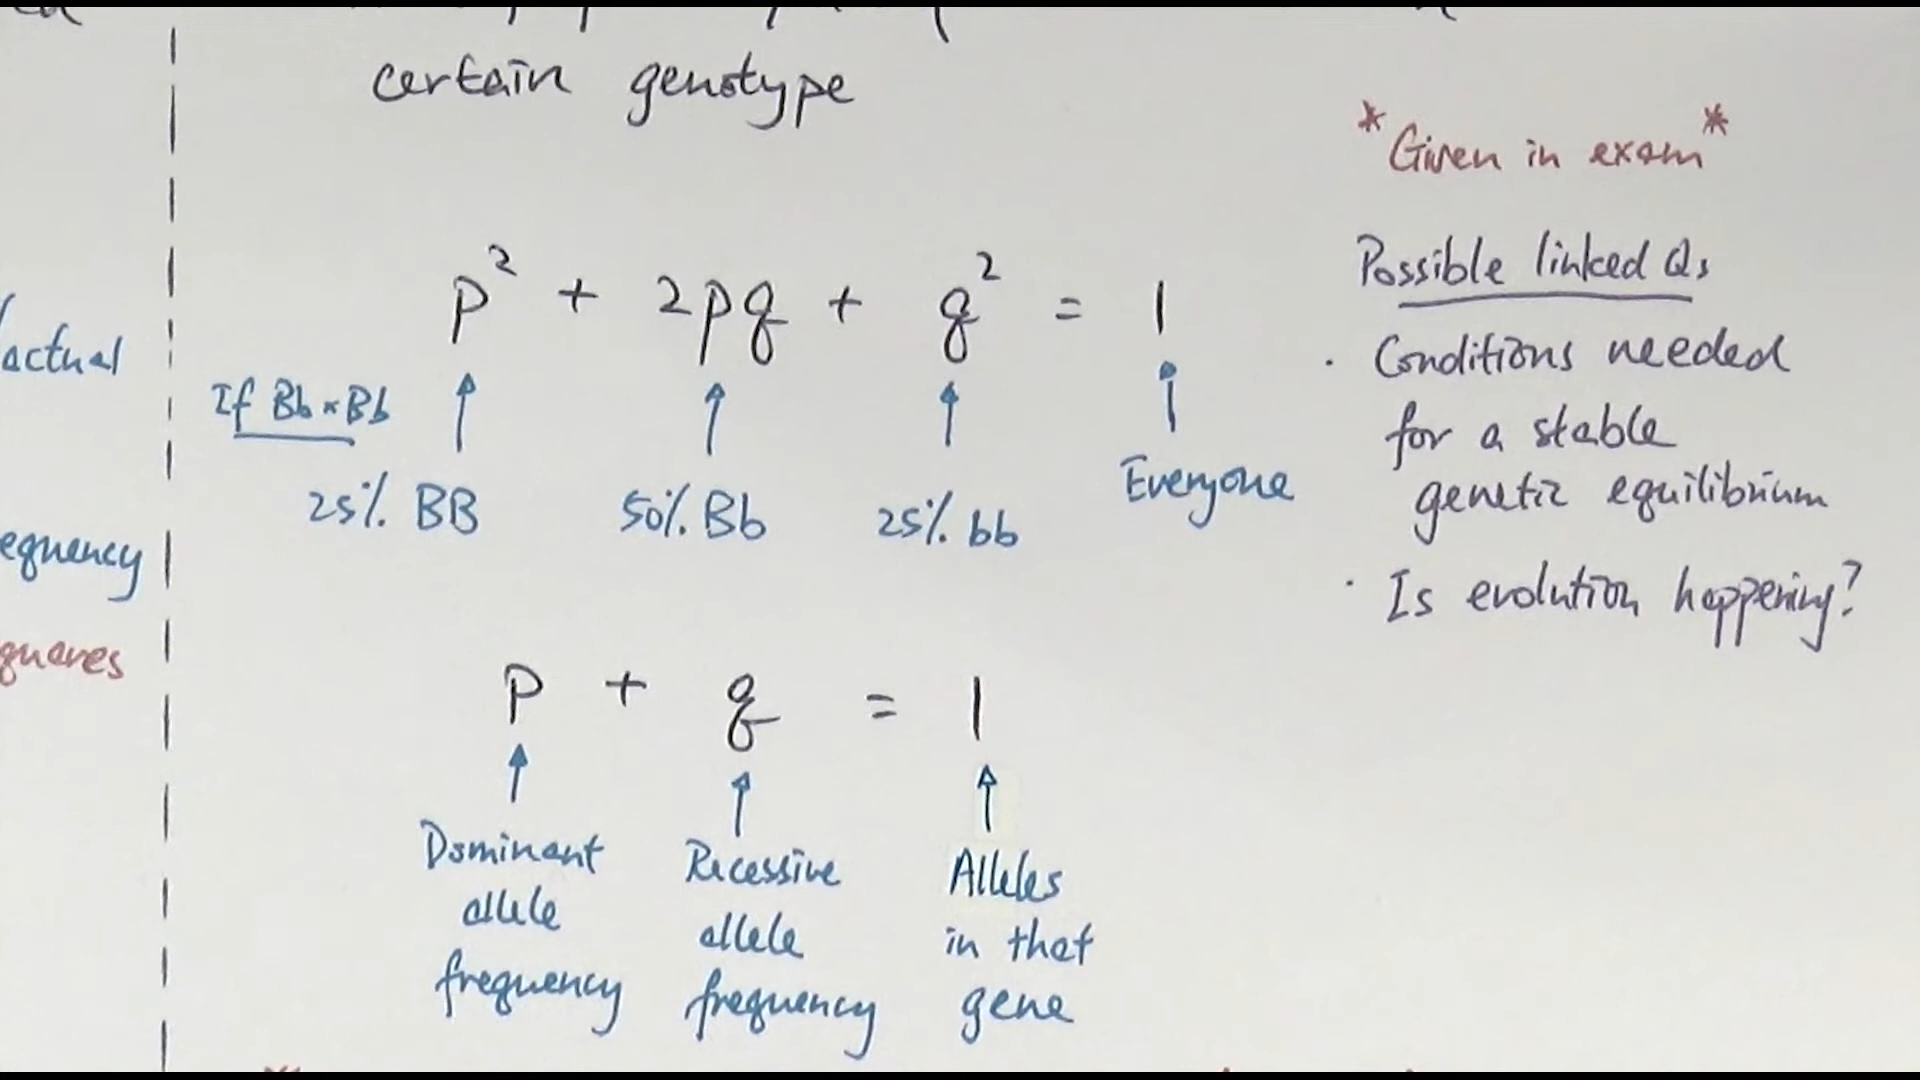 certain genotype
*Given in exam*
p² + 2pq + q² = 1
If Bb × Bb
25% BB
50% Bb
25% bb
Everyone
p + q = 1
Dominant
allele
frequency
Recessive
allele
frequency
Alleles
in that
gene
Possible linked Qs
· Conditions needed
for a stable
genetic equilibrium
· Is evolution happening?
actual
equency
quares